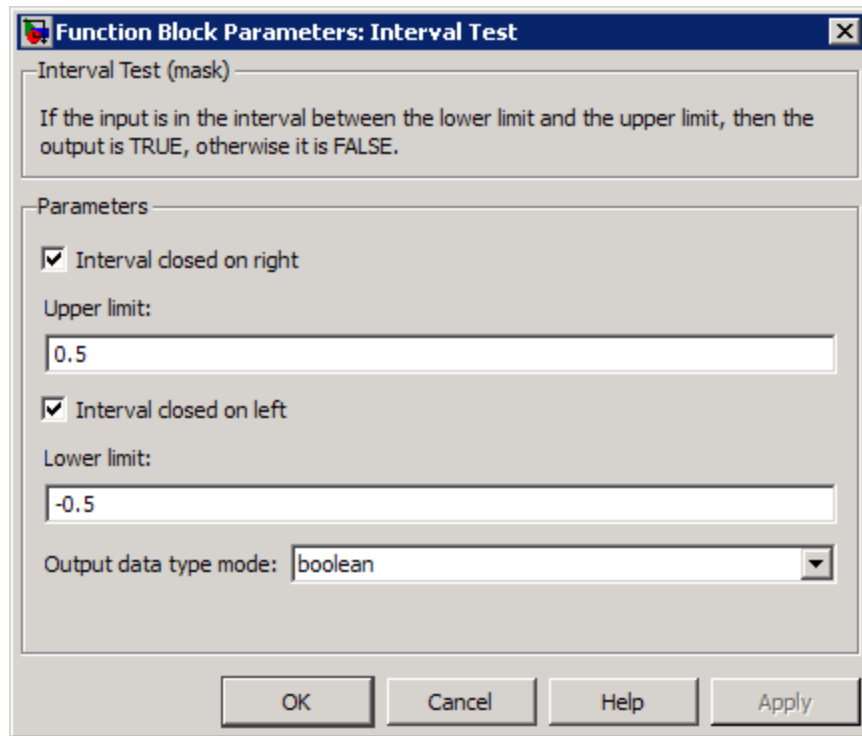 Function Block Parameters: Interval Test
Interval Test (mask)
If the input is in the interval between the lower limit and the upper limit, then the
output is TRUE, otherwise it is FALSE.
Parameters
Interval closed on right
Upper limit:
0.5
Interval closed on left
Lower limit:
-0.5
Output data type mode: boolean
OK Cancel Help Apply